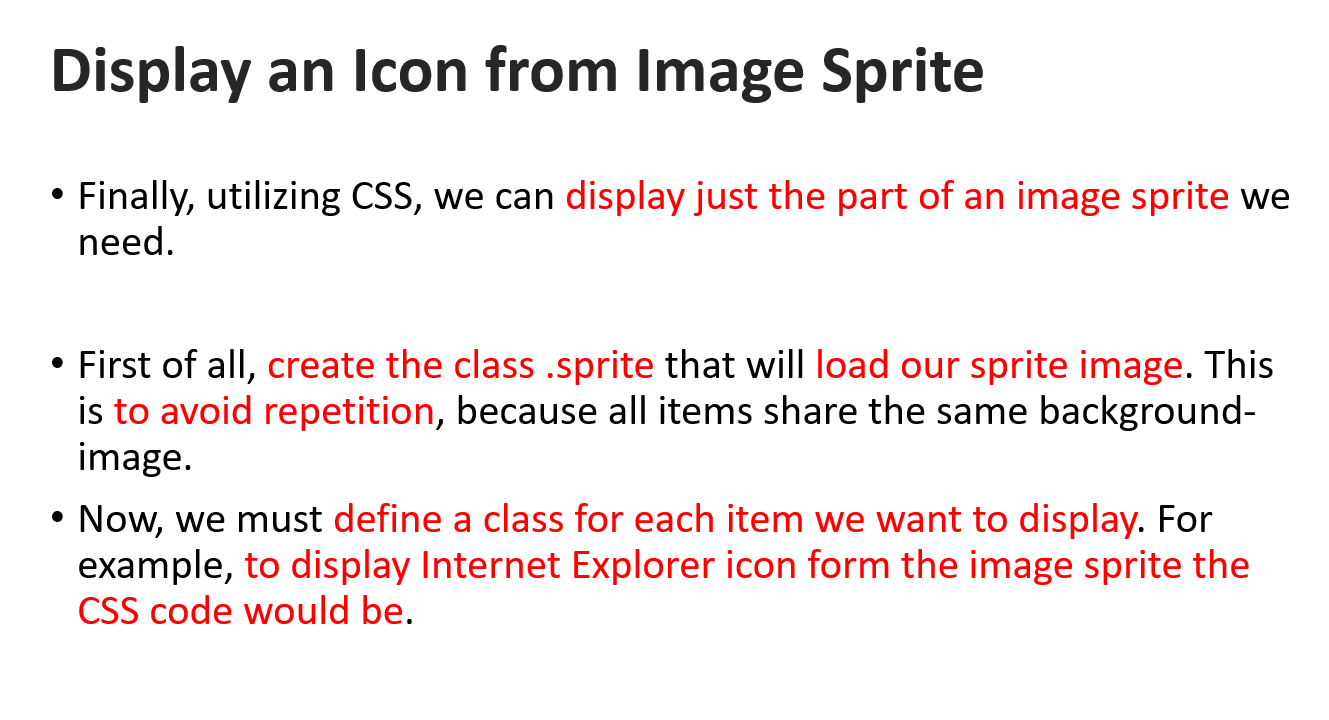 Display an Icon from Image Sprite
• Finally, utilizing CSS, we can display just the part of an image sprite we
need.
• First of all, create the class .sprite that will load our sprite image. This
is to avoid repetition, because all items share the same background-
image.
• Now, we must define a class for each item we want to display. For
example, to display Internet Explorer icon form the image sprite the
CSS code would be.